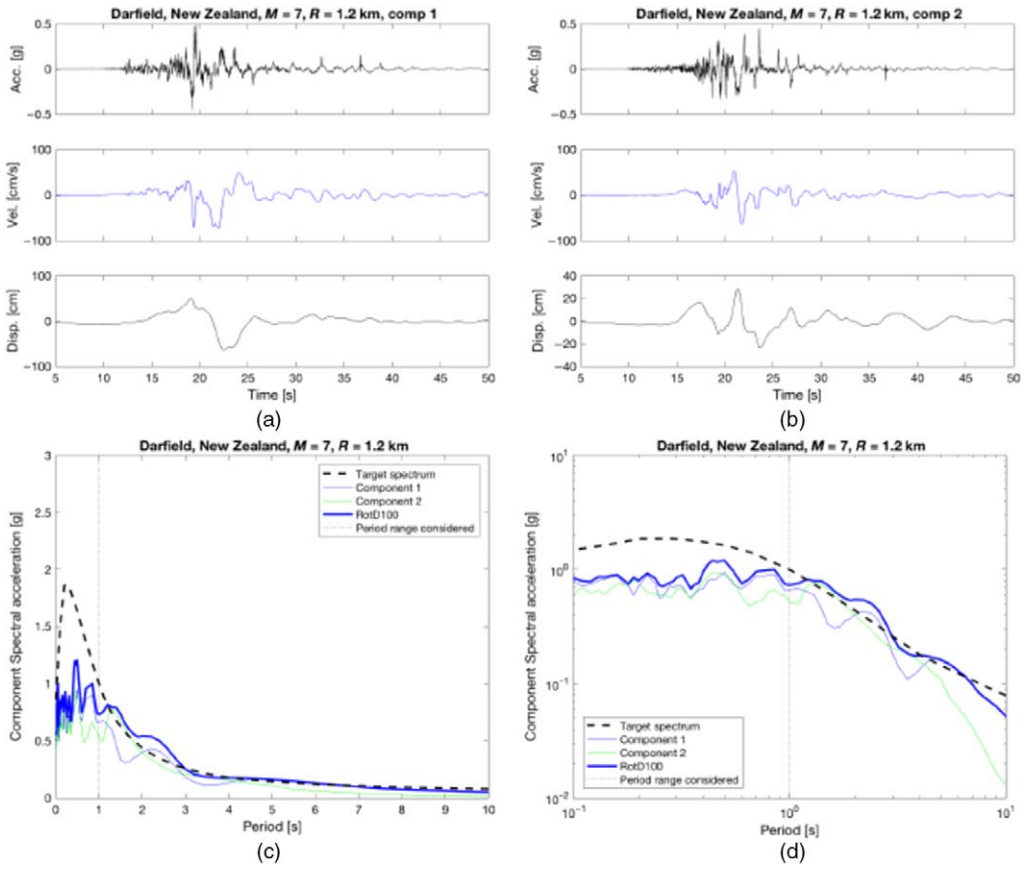 Darfield, New Zealand, M = 7, R = 1.2 km, comp 1
Acc. [g]
0.5
0
−0.5
Vel. [cm/s]
100
0
−100
Disp. [cm]
100
0
−100
5 10 15 20 25 30 35 40 45 50
Time [s]
(a)
Darfield, New Zealand, M = 7, R = 1.2 km, comp 2
Acc. [g]
0.5
0
−0.5
Vel. [cm/s]
100
0
−100
Disp. [cm]
40
20
0
−20
−40
5 10 15 20 25 30 35 40 45 50
Time [s]
(b)
Darfield, New Zealand, M = 7, R = 1.2 km
Component Spectral acceleration [g]
3
2.5
2
1.5
1
0.5
0
Target spectrum
Component 1
Component 2
RotD100
Period range considered
0 1 2 3 4 5 6 7 8 9 10
Period [s]
(c)
Darfield, New Zealand, M = 7, R = 1.2 km
Component Spectral acceleration [g]
10¹
10⁰
10⁻¹
10⁻²
Target spectrum
Component 1
Component 2
RotD100
Period range considered
10⁻¹ 10⁰ 10¹
Period [s]
(d)